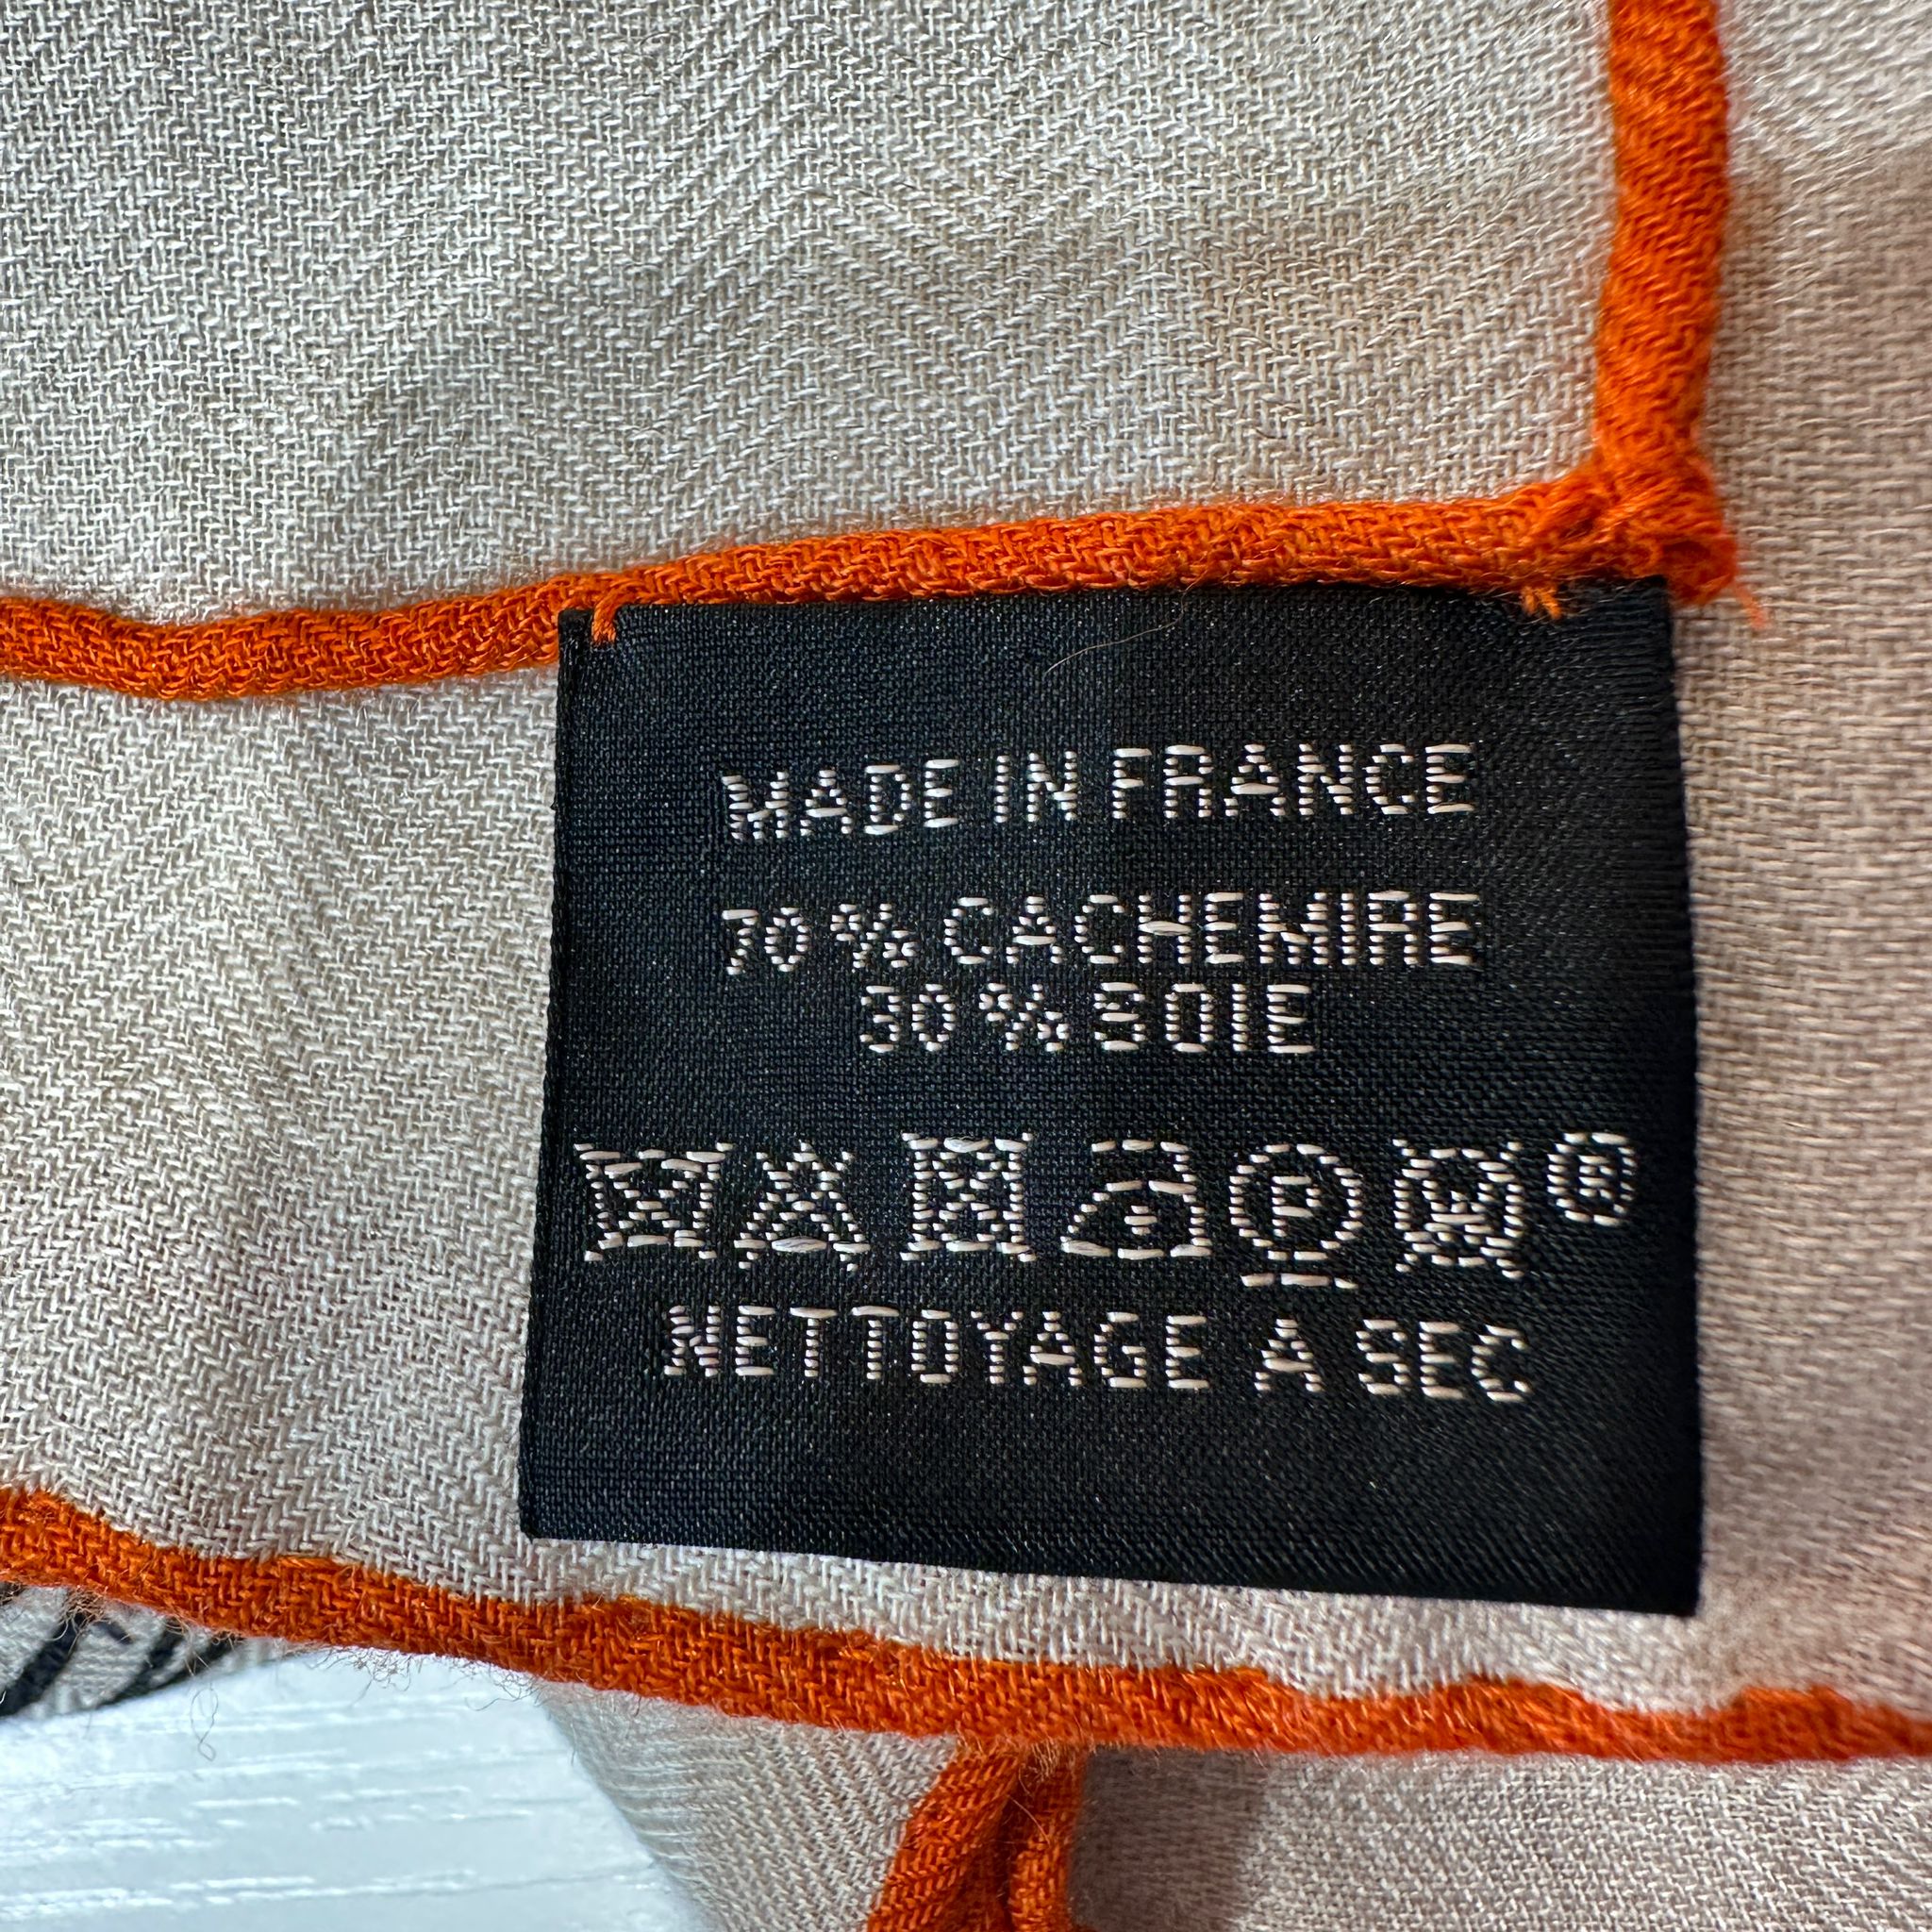 MADE IN FRANCE
70 % CACHEMIRE
30 % SOIE
P W ®
NETTOYAGE A SEC